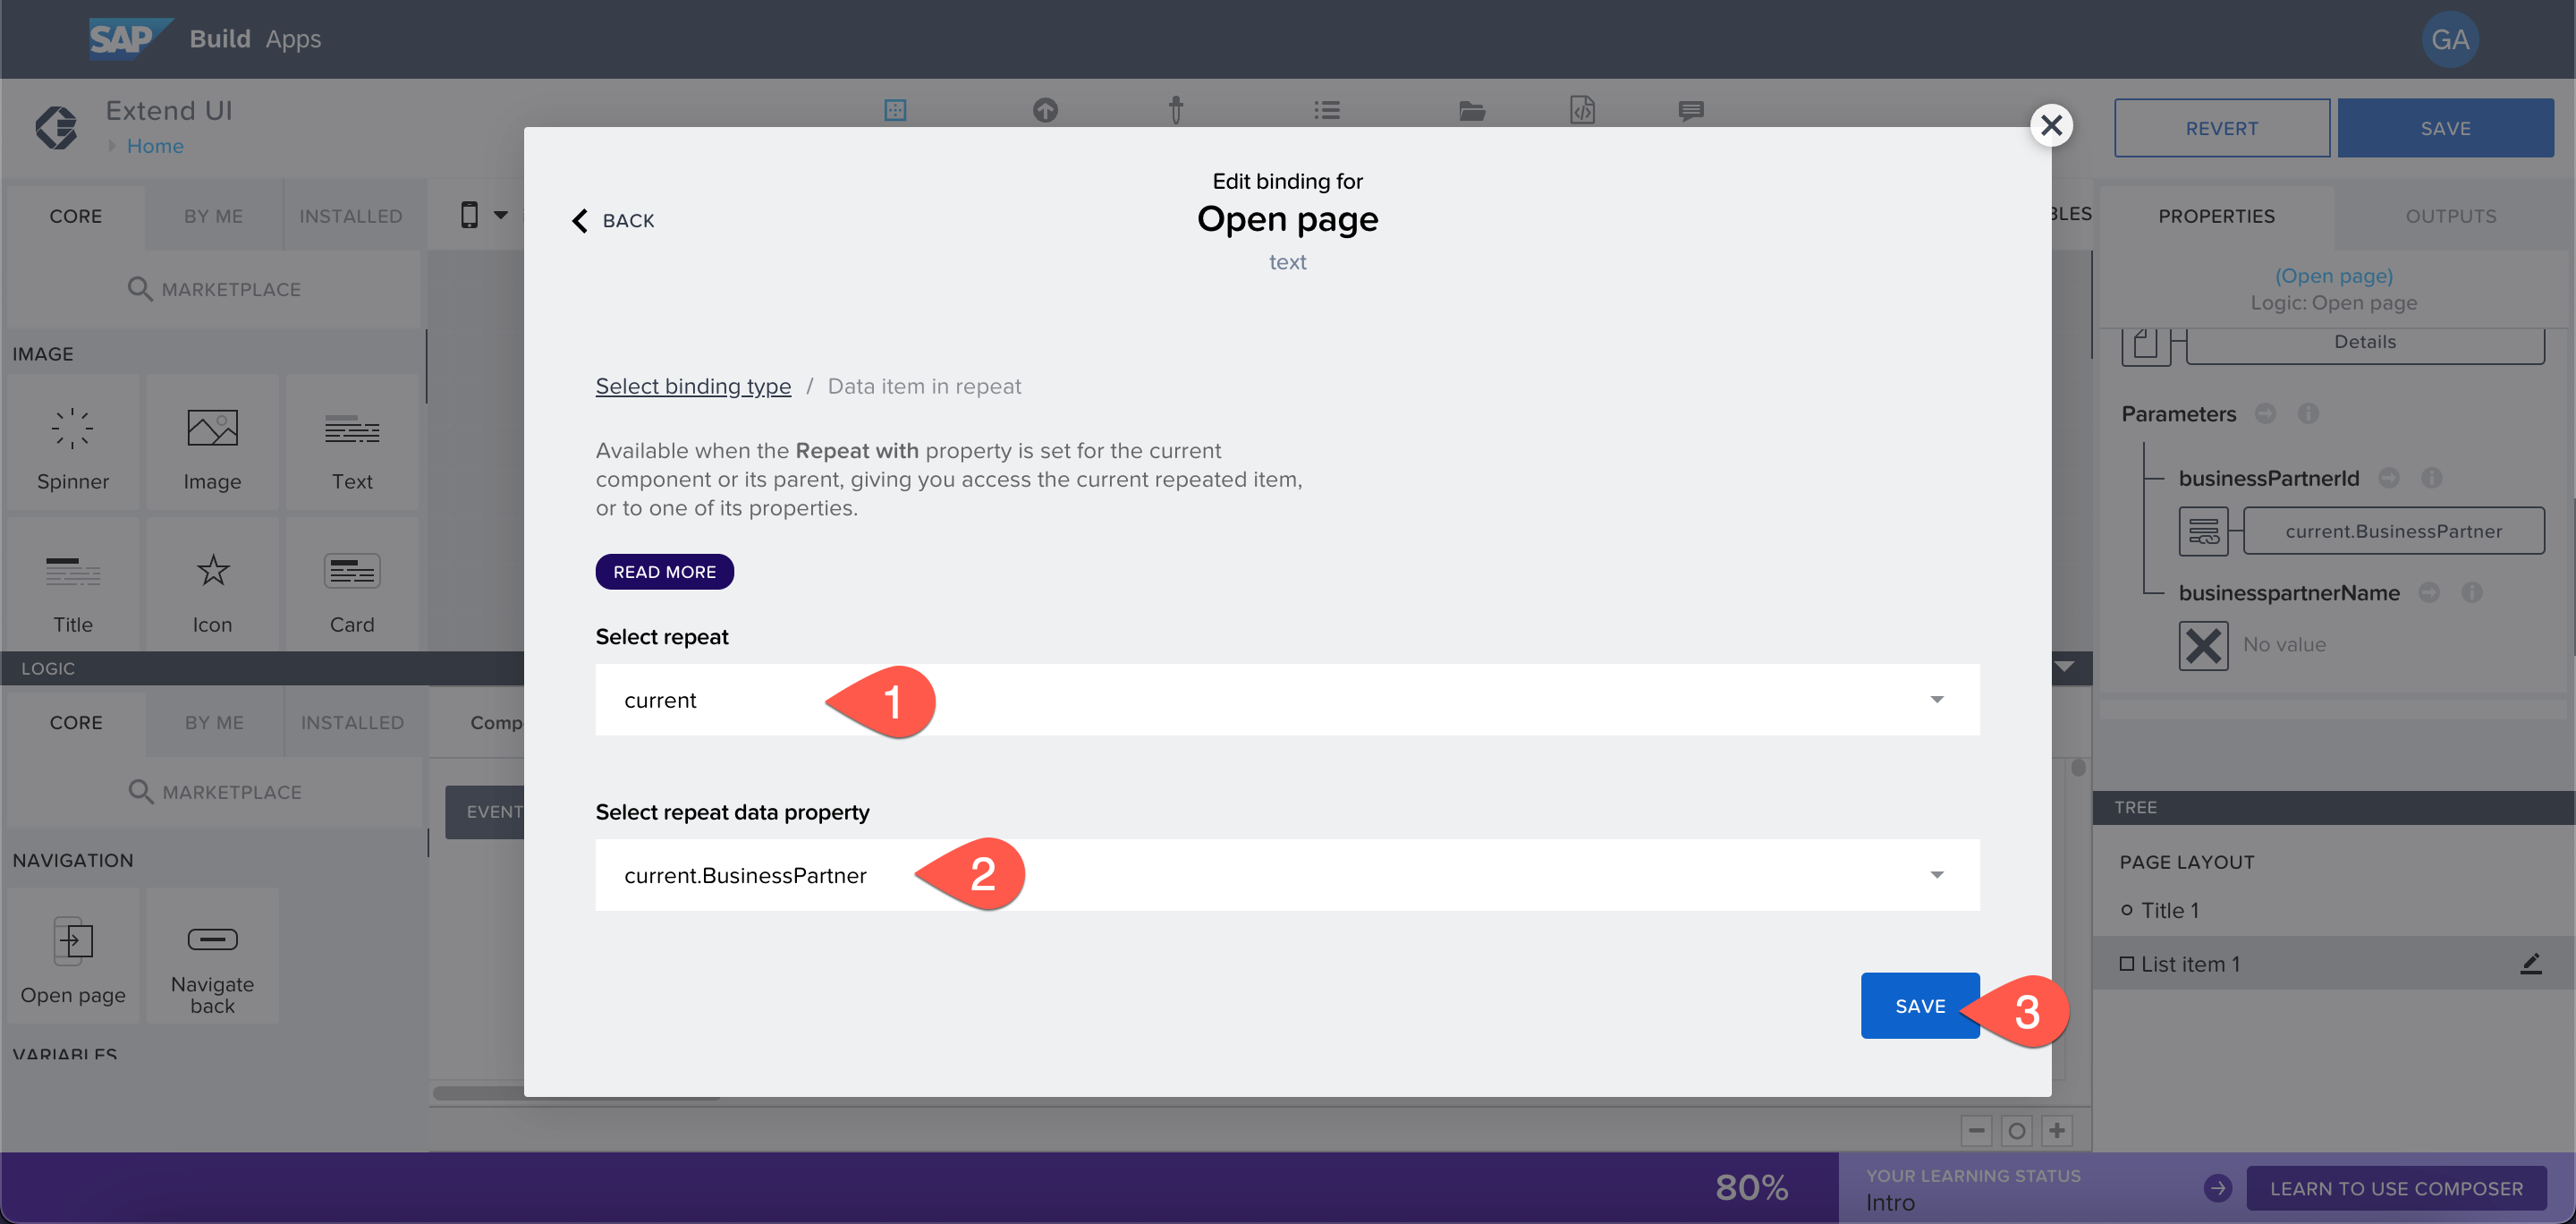 SAP Build Apps
GA
Extend UI
Home
REVERT
SAVE
CORE
BY ME
INSTALLED
BLES
PROPERTIES
OUTPUTS
MARKETPLACE
IMAGE
Spinner
Image
Text
Title
Icon
Card
LOGIC
CORE
BY ME
INSTALLED
Comp
MARKETPLACE
EVENT
NAVIGATION
Open page
Navigate
back
VARIABLES
Edit binding for
BACK
Open page
text
Select binding type / Data item in repeat
Available when the Repeat with property is set for the current
component or its parent, giving you access the current repeated item,
or to one of its properties.
READ MORE
Select repeat
current
1
Select repeat data property
current.BusinessPartner
2
SAVE
3
(Open page)
Logic: Open page
Details
Parameters
businessPartnerId
current.BusinessPartner
businesspartnerName
No value
TREE
PAGE LAYOUT
Title 1
List item 1
80%
YOUR LEARNING STATUS
Intro
LEARN TO USE COMPOSER